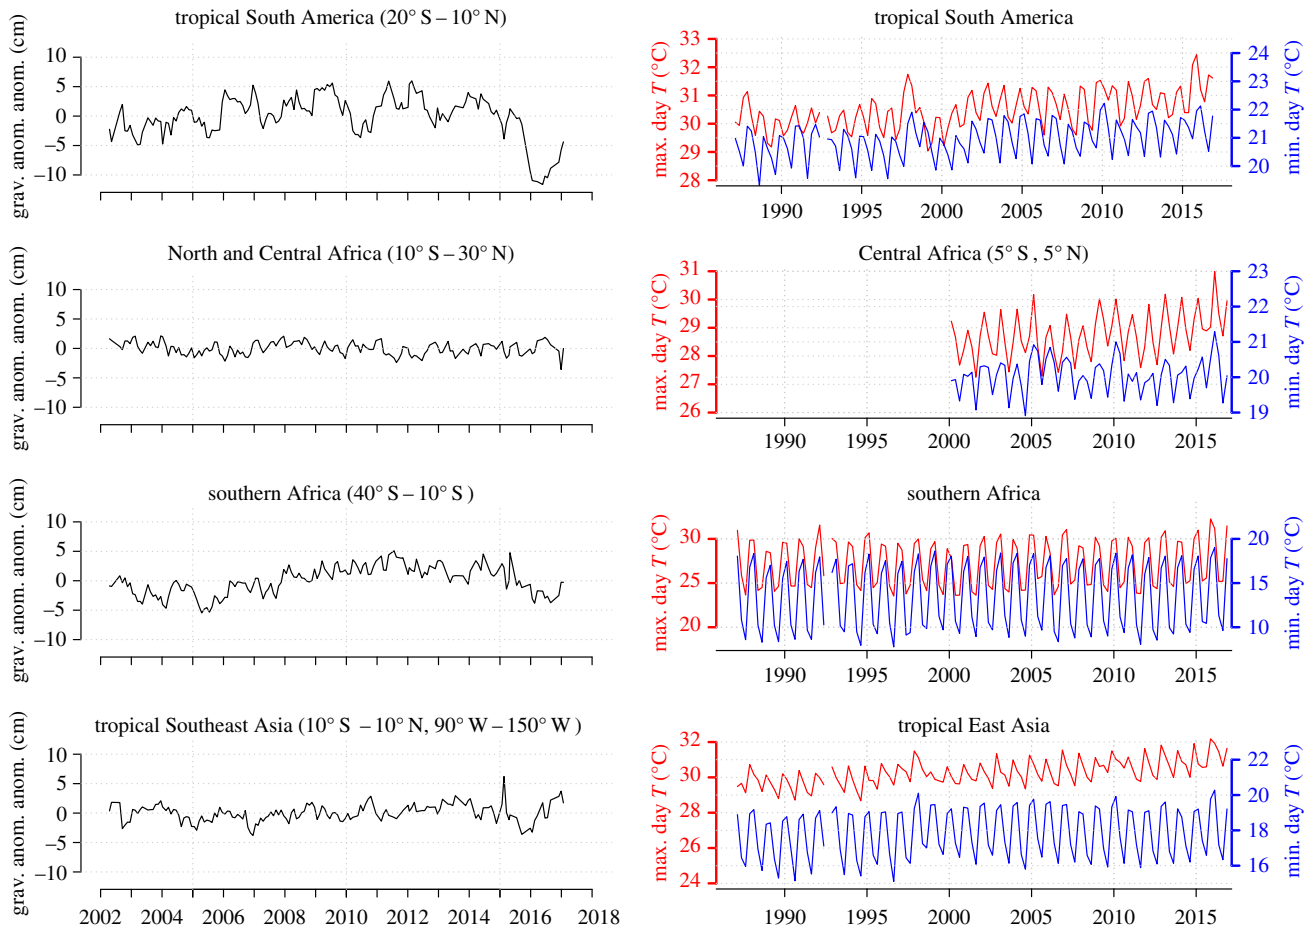 tropical South America (20° S – 10° N)
grav. anom. (cm)
10
5
0
–5
–10
tropical South America
max. day T (°C)
33
32
31
30
29
28
24
23
22
21
20
min. day T (°C)
1990 1995 2000 2005 2010 2015
North and Central Africa (10° S – 30° N)
grav. anom. (cm)
10
5
0
–5
–10
Central Africa (5° S , 5° N)
max. day T (°C)
31
30
29
28
27
26
23
22
21
20
19
min. day T (°C)
1990 1995 2000 2005 2010 2015
southern Africa (40° S – 10° S )
grav. anom. (cm)
10
5
0
–5
–10
southern Africa
max. day T (°C)
30
25
20
20
15
10
min. day T (°C)
1990 1995 2000 2005 2010 2015
tropical Southeast Asia (10° S – 10° N, 90° W – 150° W )
grav. anom. (cm)
10
5
0
–5
–10
2002 2004 2006 2008 2010 2012 2014 2016 2018
tropical East Asia
max. day T (°C)
32
30
28
26
24
22
20
18
16
min. day T (°C)
1990 1995 2000 2005 2010 2015